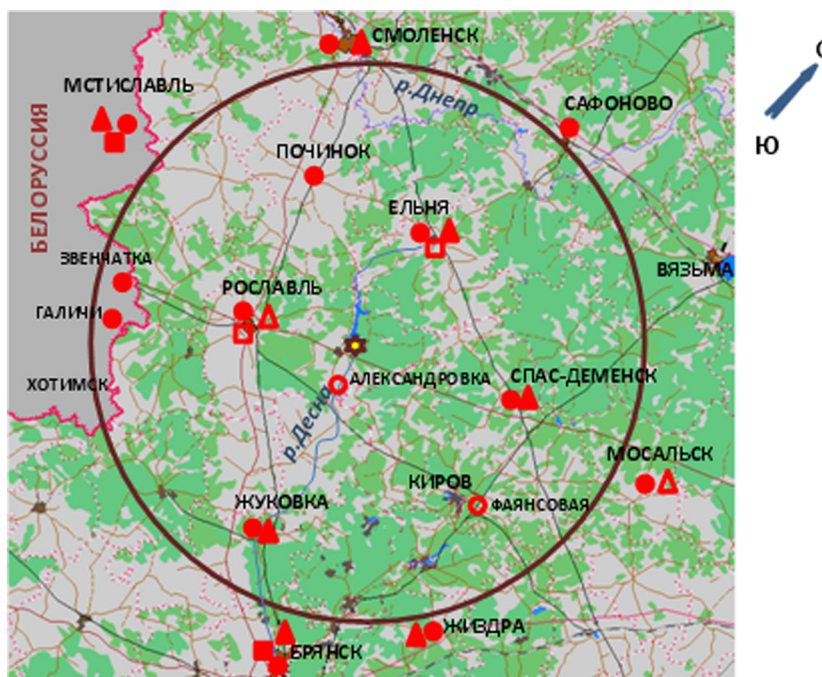 СМОЛЕНСК
С
МСТИСЛАВЛЬ
р.Днепр
САФОНОВО
Ю
БЕЛОРУССИЯ
ПОЧИНОК
ЕЛЬНЯ
ЗВЕНЧАТКА
ВЯЗЬМА
РОСЛАВЛЬ
ГАЛИЧИ
ХОТИМСК
АЛЕКСАНДРОВКА
СПАС-ДЕМЕНСК
р.Десна
МОСАЛЬСК
КИРОВ
ЖУКОВКА
ФАЯНСОВАЯ
ЖИЗДРА
БРЯНСК